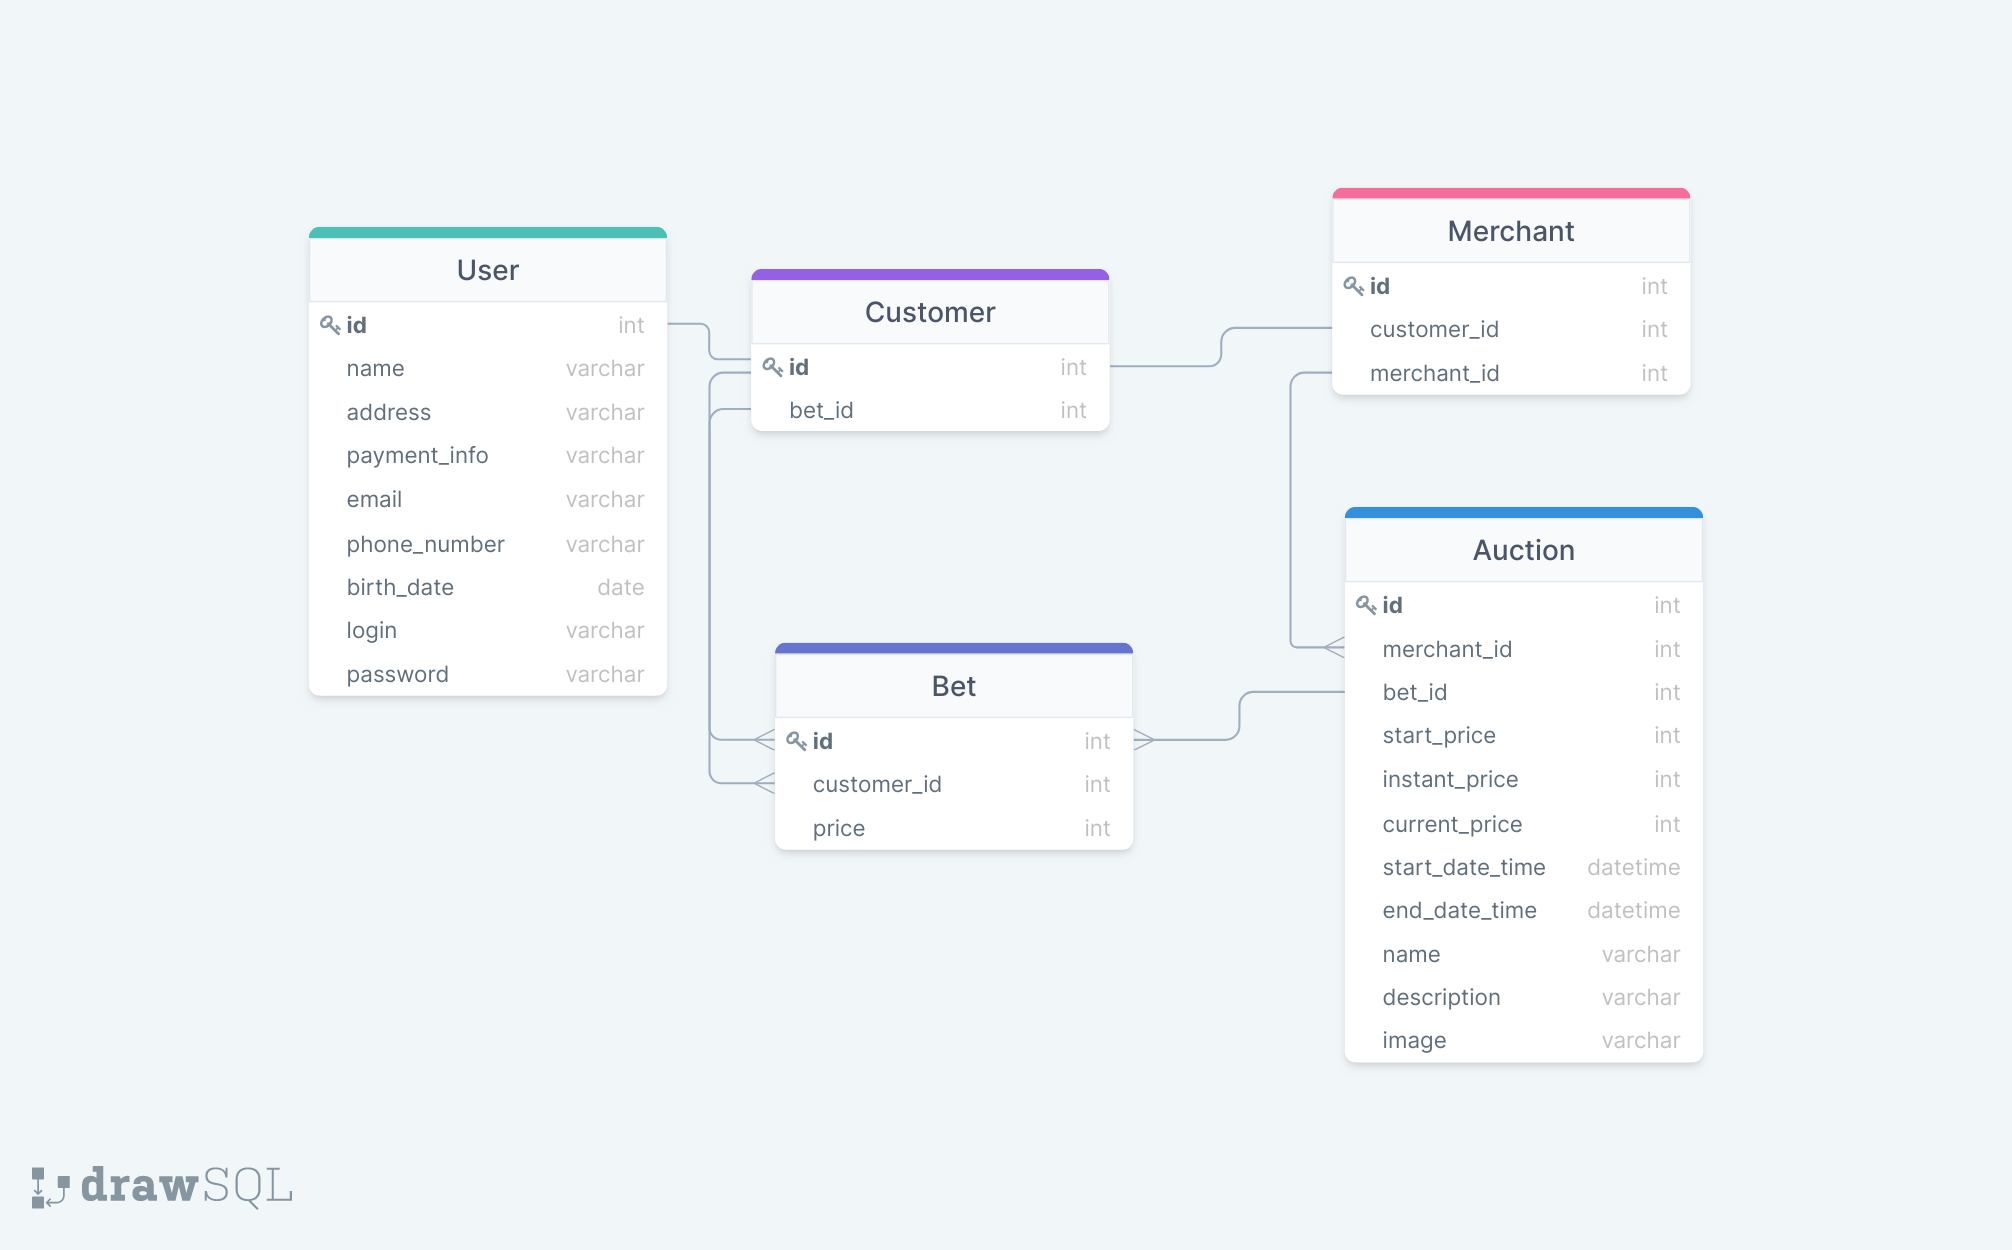 User
id int
name varchar
address varchar
payment_info varchar
email varchar
phone_number varchar
birth_date date
login varchar
password varchar
Customer
id int
bet_id int
Merchant
id int
customer_id int
merchant_id int
Bet
id int
customer_id int
price int
Auction
id int
merchant_id int
bet_id int
start_price int
instant_price int
current_price int
start_date_time datetime
end_date_time datetime
name varchar
description varchar
image varchar
drawSQL